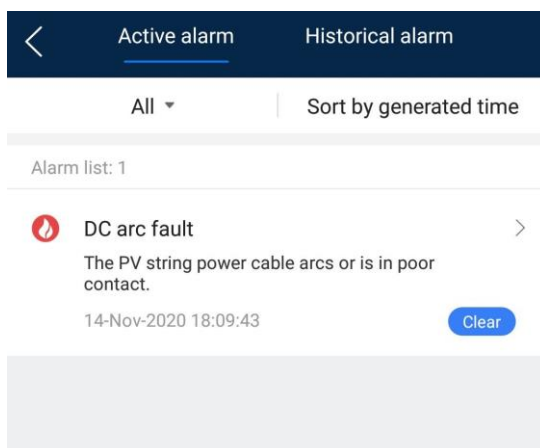 Active alarm Historical alarm
All Sort by generated time
Alarm list: 1
DC arc fault
The PV string power cable arcs or is in poor
contact.
14-Nov-2020 18:09:43 Clear